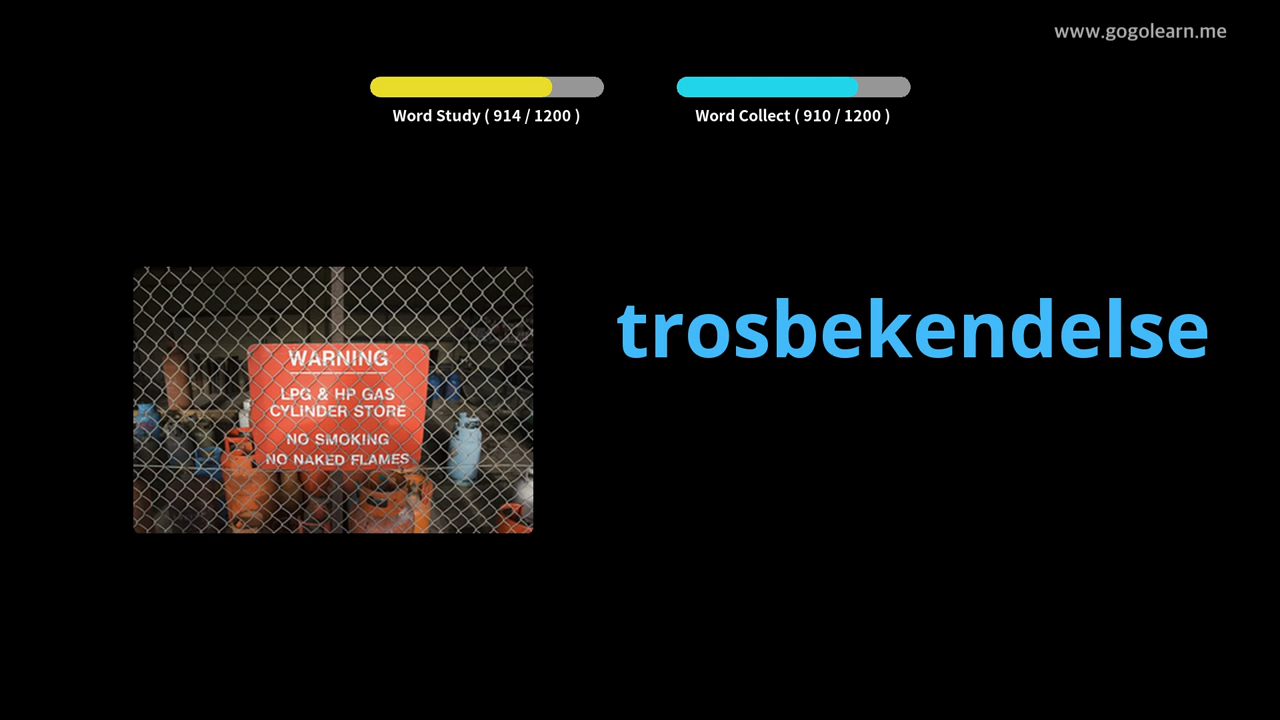 www.gogolearn.me
Word Study ( 914 / 1200 )
Word Collect ( 910 / 1200 )
trosbekendelse
WARNING
LPG & HP GAS
CYLINDER STORE
NO SMOKING
NO NAKED FLAMES